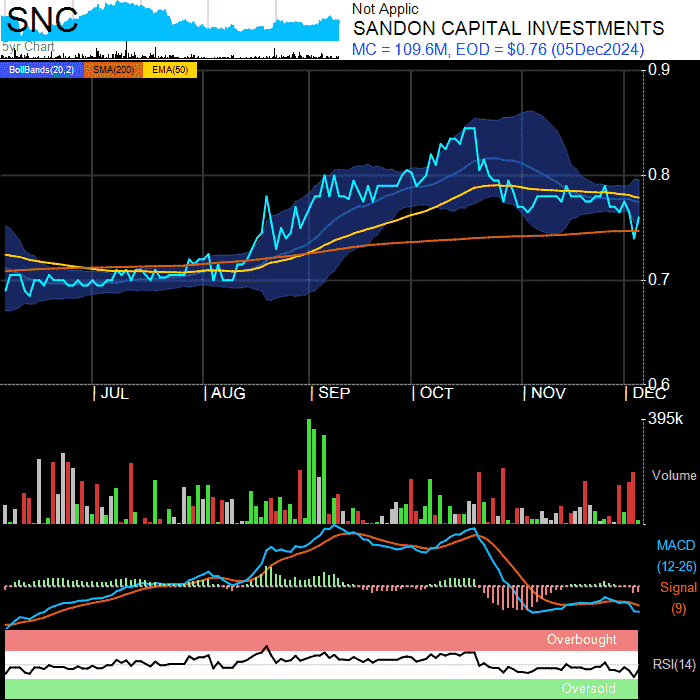 SNC
5yr Chart
Not Applic
SANDON CAPITAL INVESTMENTS
MC = 109.6M, EOD = $0.76 (05Dec2024)
BollBands(20,2) SMA(200) EMA(50)
0.9
0.8
0.7
0.6
| JUL | AUG | SEP | OCT | NOV | DEC
395k
Volume
MACD
(12-26)
Signal
(9)
Overbought
RSI(14)
Oversold